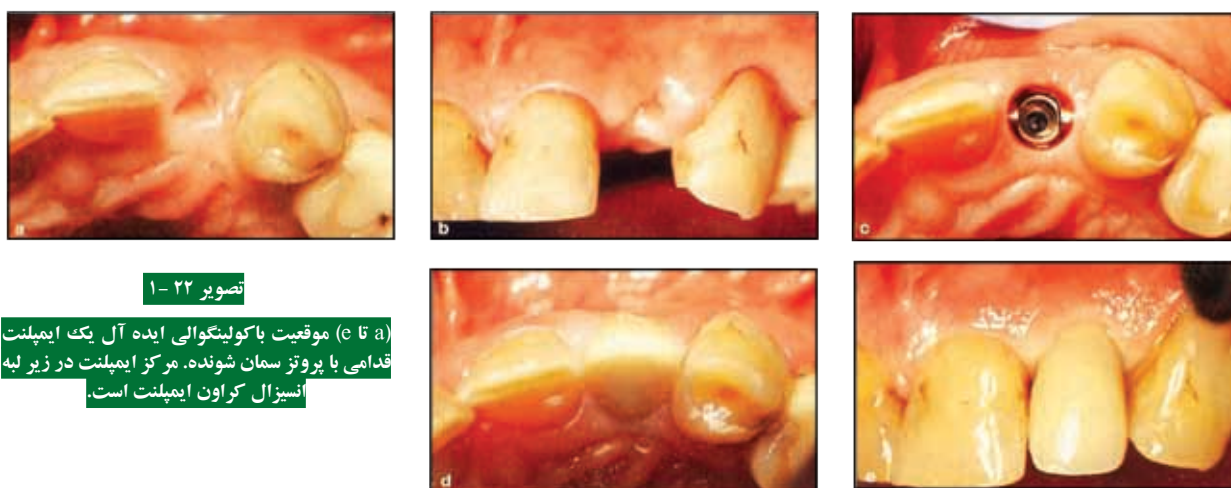 a
b
c
تصویر ۲۲ -۱
(a تا e) موقعیت باکولینگوالی ایده آل یک ایمپلنت
قدامی با پروتز سمان شونده. مرکز ایمپلنت در زیر لبه
انسیزال کراون ایمپلنت است.
d
e